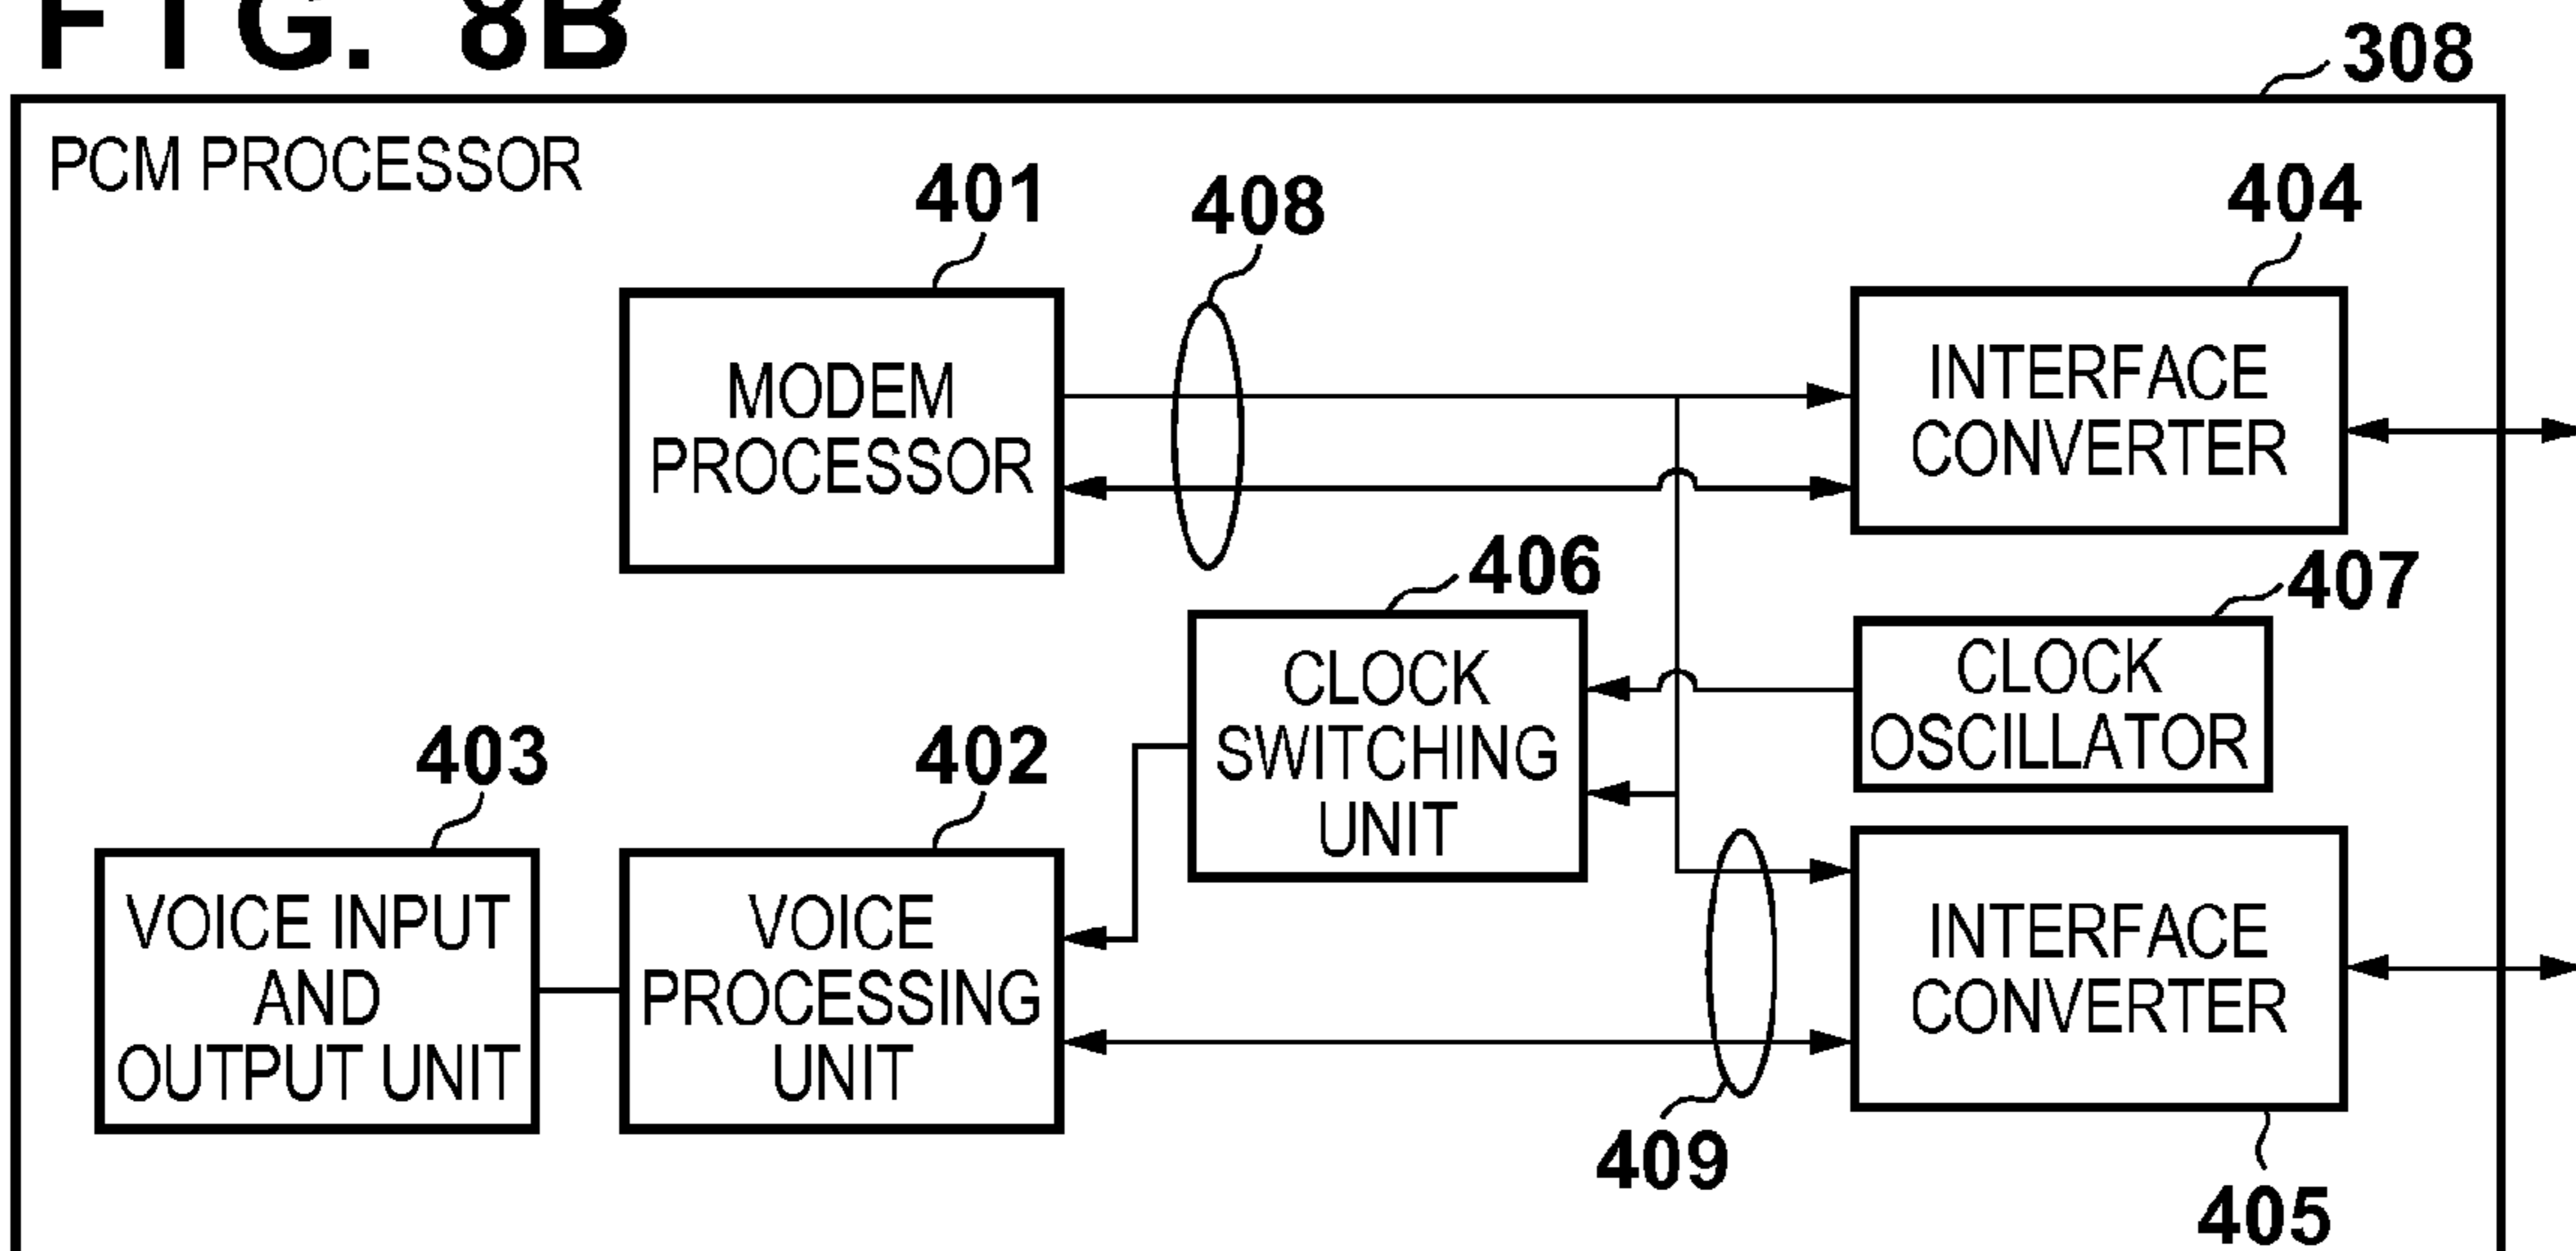 FIG. 8B
308
PCM PROCESSOR
401
408
404
MODEM
PROCESSOR
INTERFACE
CONVERTER
406
407
CLOCK
SWITCHING
UNIT
CLOCK
OSCILLATOR
403
402
VOICE INPUT
AND
OUTPUT UNIT
VOICE
PROCESSING
UNIT
INTERFACE
CONVERTER
409
405